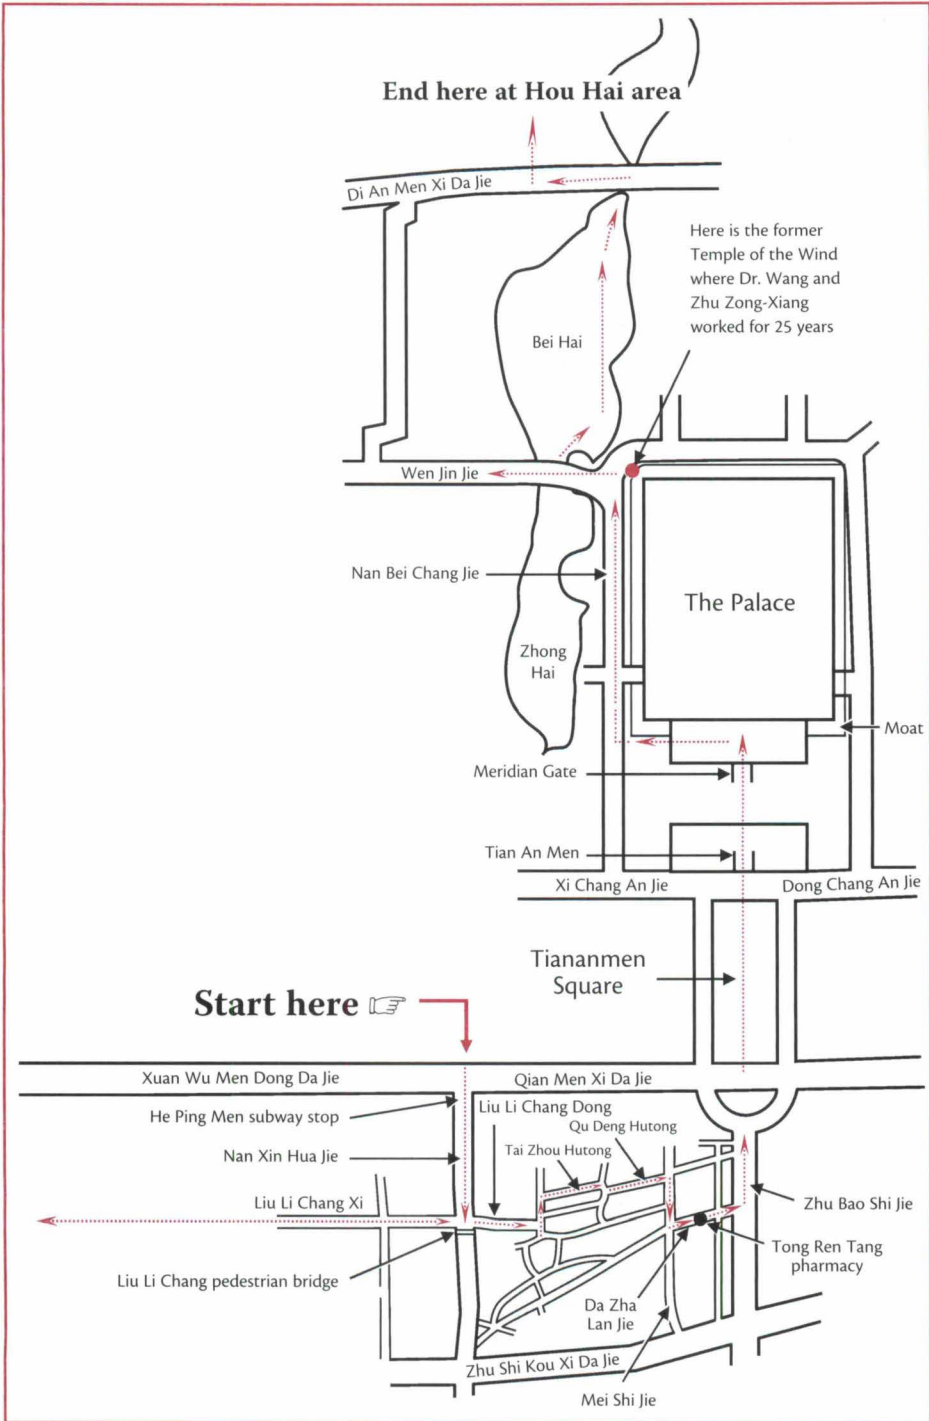 End here at Hou Hai area
Di An Men Xi Da Jie
Here is the former
Temple of the Wind
where Dr. Wang and
Zhu Zong-Xiang
worked for 25 years
Bei Hai
Wen Jin Jie
Nan Bei Chang Jie
The Palace
Zhong
Hai
Moat
Meridian Gate
Tian An Men
Xi Chang An Jie
Dong Chang An Jie
Tiananmen
Square
Start here
Xuan Wu Men Dong Da Jie
Qian Men Xi Da Jie
He Ping Men subway stop
Liu Li Chang Dong
Qu Deng Hutong
Tai Zhou Hutong
Nan Xin Hua Jie
Liu Li Chang Xi
Zhu Bao Shi Jie
Tong Ren Tang
pharmacy
Liu Li Chang pedestrian bridge
Da Zha
Lan Jie
Zhu Shi Kou Xi Da Jie
Mei Shi Jie